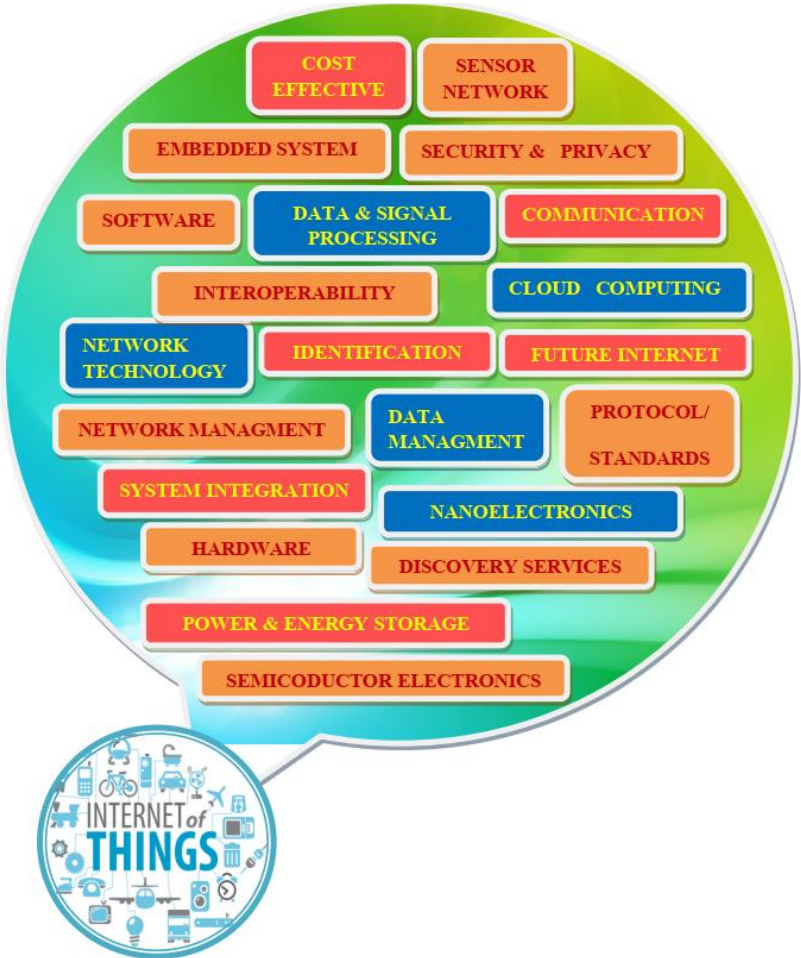 COST
EFFECTIVE
SENSOR
NETWORK
EMBEDDED SYSTEM
SECURITY & PRIVACY
SOFTWARE
DATA & SIGNAL
PROCESSING
COMMUNICATION
INTEROPERABILITY
CLOUD COMPUTING
NETWORK
TECHNOLOGY
IDENTIFICATION
FUTURE INTERNET
NETWORK MANAGMENT
DATA
MANAGMENT
PROTOCOL/
STANDARDS
SYSTEM INTEGRATION
NANOELECTRONICS
HARDWARE
DISCOVERY SERVICES
POWER & ENERGY STORAGE
SEMICODUCTOR ELECTRONICS
INTERNET of
THINGS